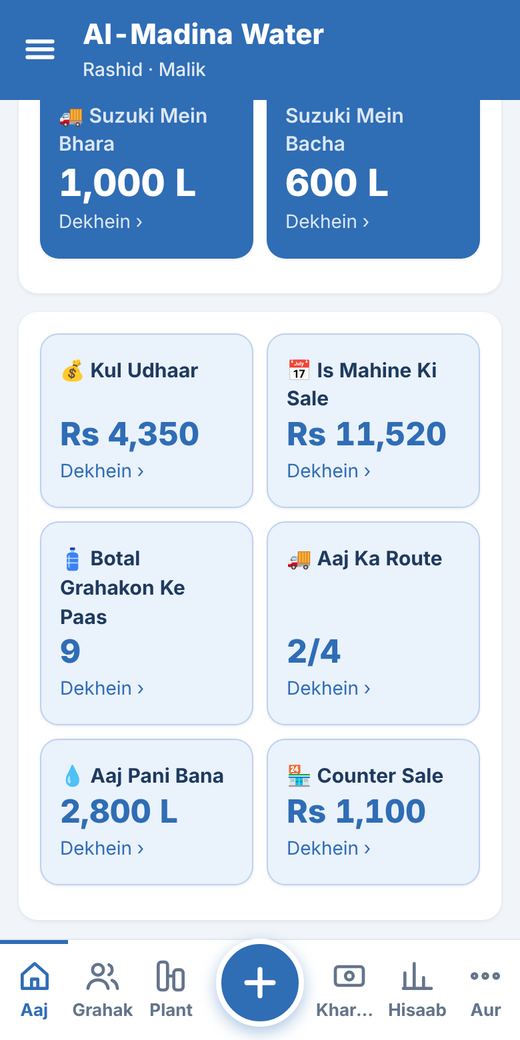 Al-Madina Water
Rashid · Malik
🚚 Suzuki Mein
Bhara
1,000 L
Dekhein ›
Suzuki Mein
Bacha
600 L
Dekhein ›
💰 Kul Udhaar
Rs 4,350
Dekhein ›
📅 Is Mahine Ki
Sale
Rs 11,520
Dekhein ›
Botal
Grahakon Ke
Paas
9
Dekhein ›
🚚 Aaj Ka Route
2/4
Dekhein ›
💧 Aaj Pani Bana
2,800 L
Dekhein ›
🏪 Counter Sale
Rs 1,100
Dekhein ›
Aaj
Grahak
Plant
Khar...
Hisaab
Aur